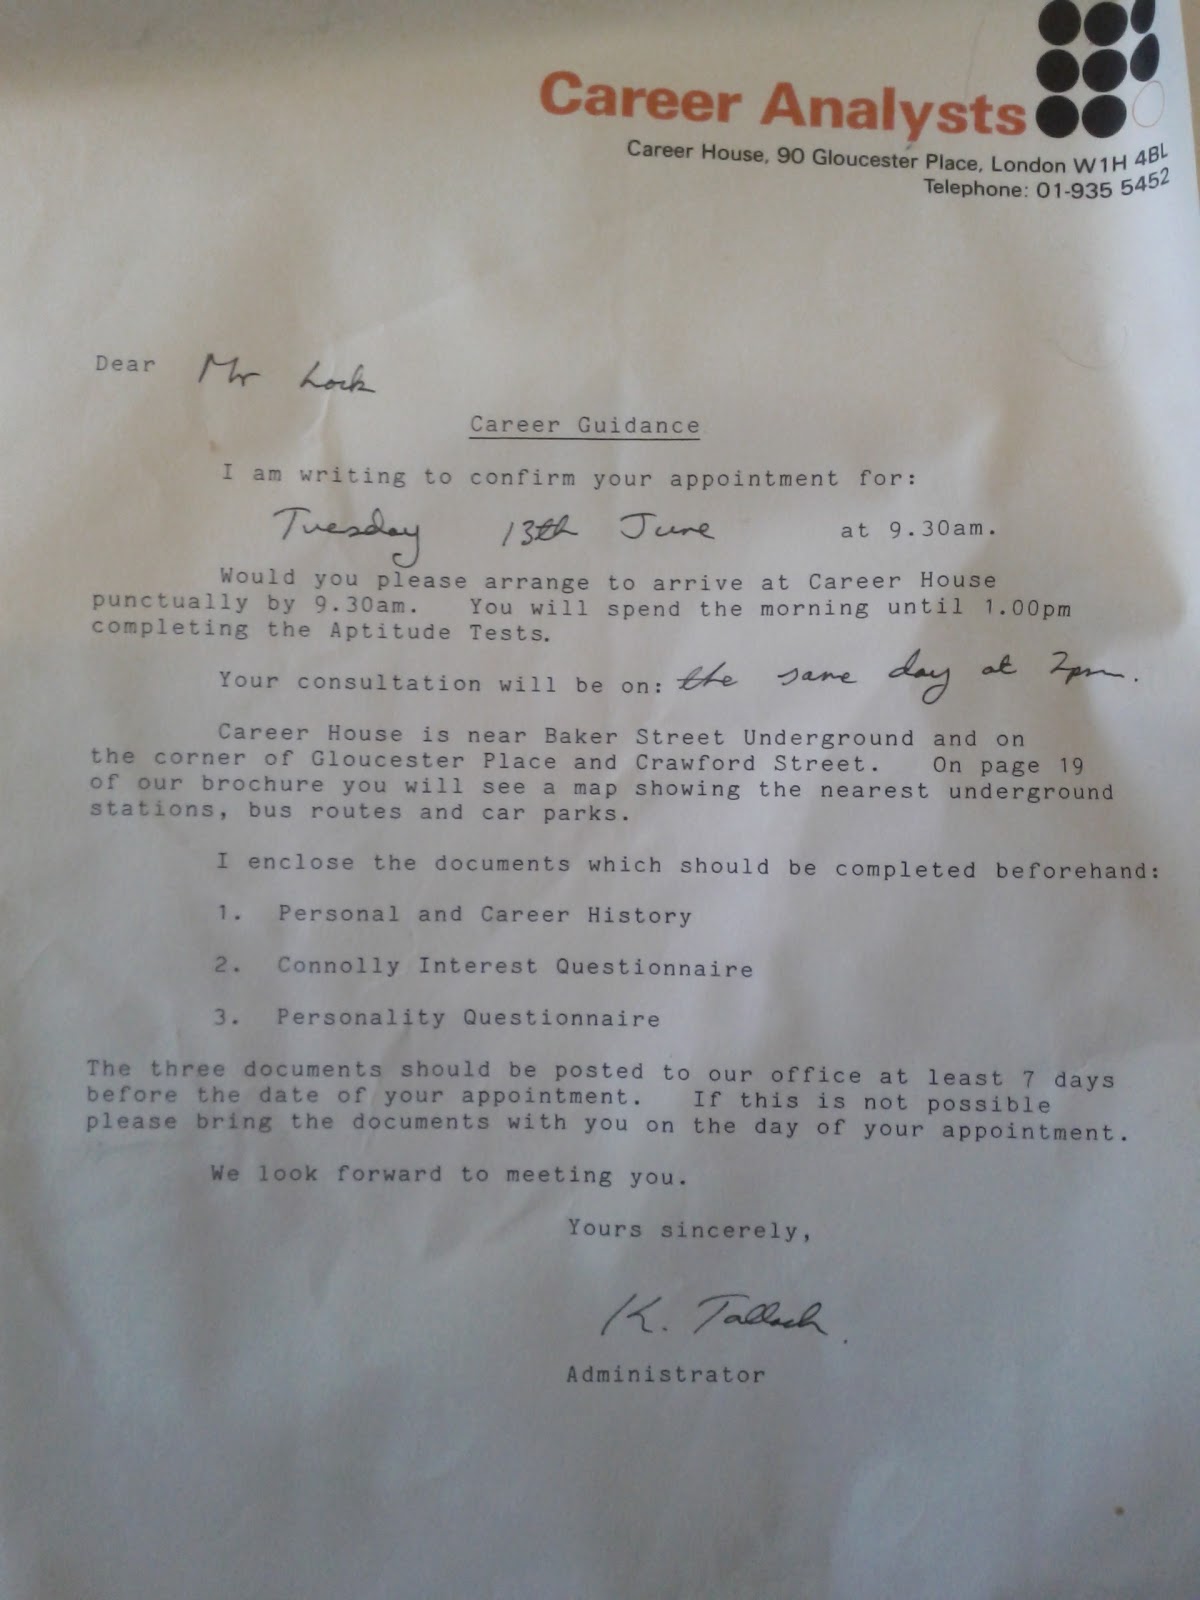 Career Analysts
Career House, 90 Gloucester Place, London W1H 4BL
Telephone: 01-935 5452
Dear Mr Lock
Career Guidance
I am writing to confirm your appointment for:
Tuesday 13th June at 9.30am.
Would you please arrange to arrive at Career House
punctually by 9.30am. You will spend the morning until 1.00pm
completing the Aptitude Tests.
Your consultation will be on: the same day at 2pm.
Career House is near Baker Street Underground and on
the corner of Gloucester Place and Crawford Street. On page 19
of our brochure you will see a map showing the nearest underground
stations, bus routes and car parks.
I enclose the documents which should be completed beforehand:
1. Personal and Career History
2. Connolly Interest Questionnaire
3. Personality Questionnaire
The three documents should be posted to our office at least 7 days
before the date of your appointment. If this is not possible
please bring the documents with you on the day of your appointment.
We look forward to meeting you.
Yours sincerely,
K. Tallach.
Administrator